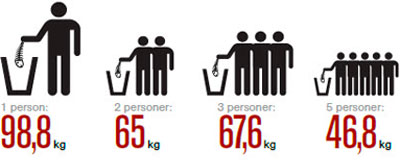 1 person:
98,8 kg
2 personer:
65 kg
3 personer:
67,6 kg
5 personer:
46,8 kg